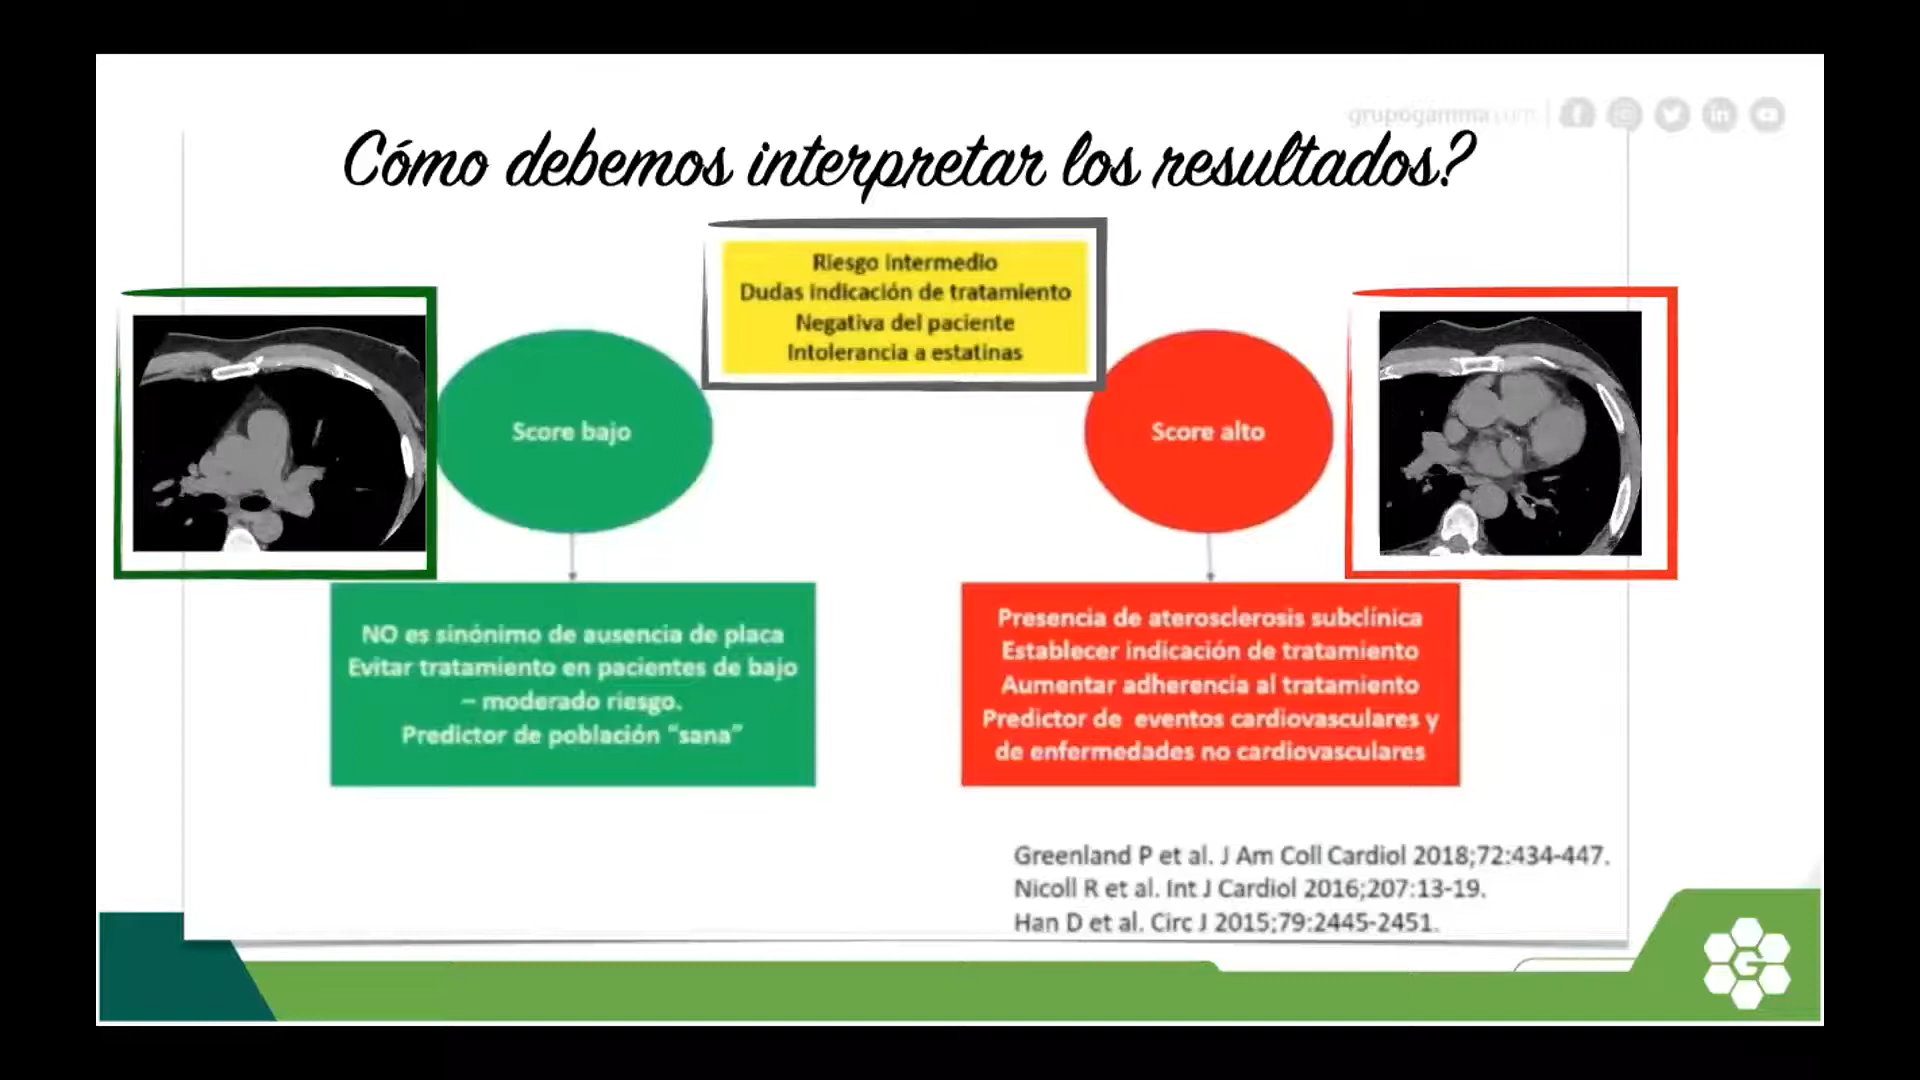 grupogamma.com
Cómo debemos interpretar los resultados?
Riesgo intermedio
Dudas indicación de tratamiento
Negativa del paciente
Intolerancia a estatinas
Score bajo
Score alto
NO es sinónimo de ausencia de placa
Evitar tratamiento en pacientes de bajo
– moderado riesgo.
Predictor de población “sana”
Presencia de aterosclerosis subclínica
Establecer indicación de tratamiento
Aumentar adherencia al tratamiento
Predictor de eventos cardiovasculares y
de enfermedades no cardiovasculares
Greenland P et al. J Am Coll Cardiol 2018;72:434-447.
Nicoll R et al. Int J Cardiol 2016;207:13-19.
Han D et al. Circ J 2015;79:2445-2451.